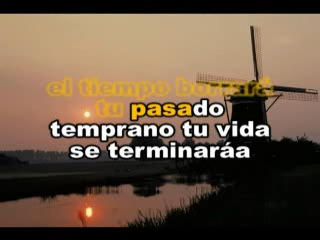 el tiempo borrará
tu pasado
temprano tu vida
se terminaráa